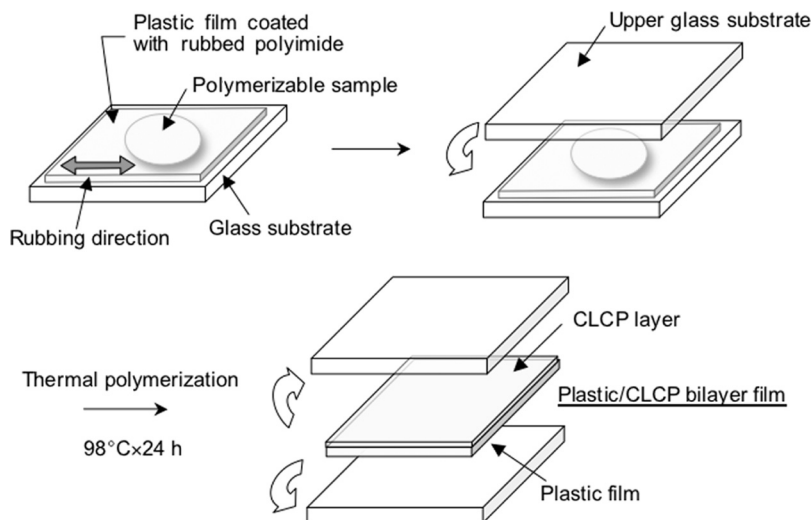 Plastic film coated
with rubbed polyimide
Polymerizable sample
Rubbing direction
Glass substrate
Upper glass substrate
Thermal polymerization
98°C×24 h
CLCP layer
Plastic/CLCP bilayer film
Plastic film